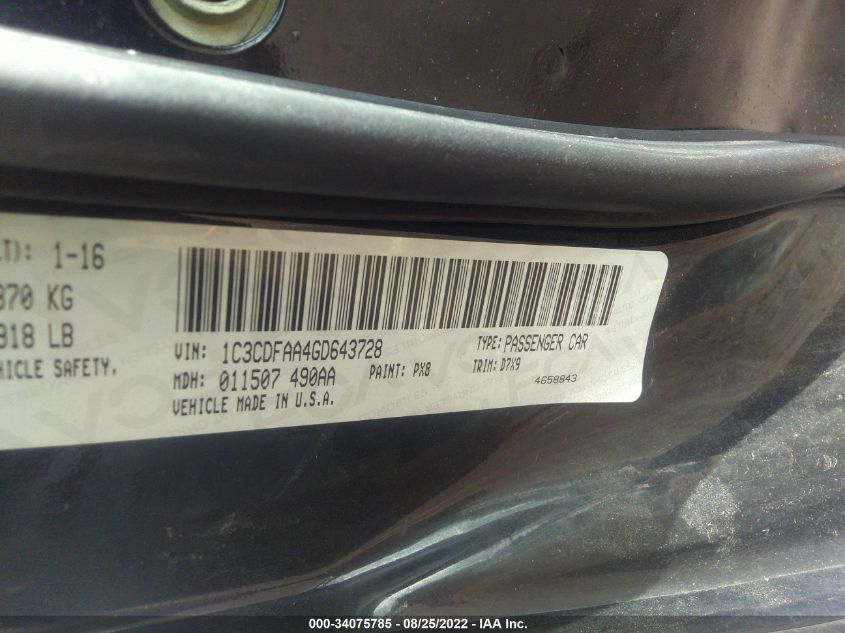 LT): 1-16
870 KG
918 LB
HICLE SAFETY,
VIN: 1C3CDFAA4GD643728 TYPE: PASSENGER CAR
MDH: 011507 490AA PAINT: PX8 TRIM: D7X9
VEHICLE MADE IN U.S.A. 4658843
000-34075785 - 08/25/2022 - IAA Inc.